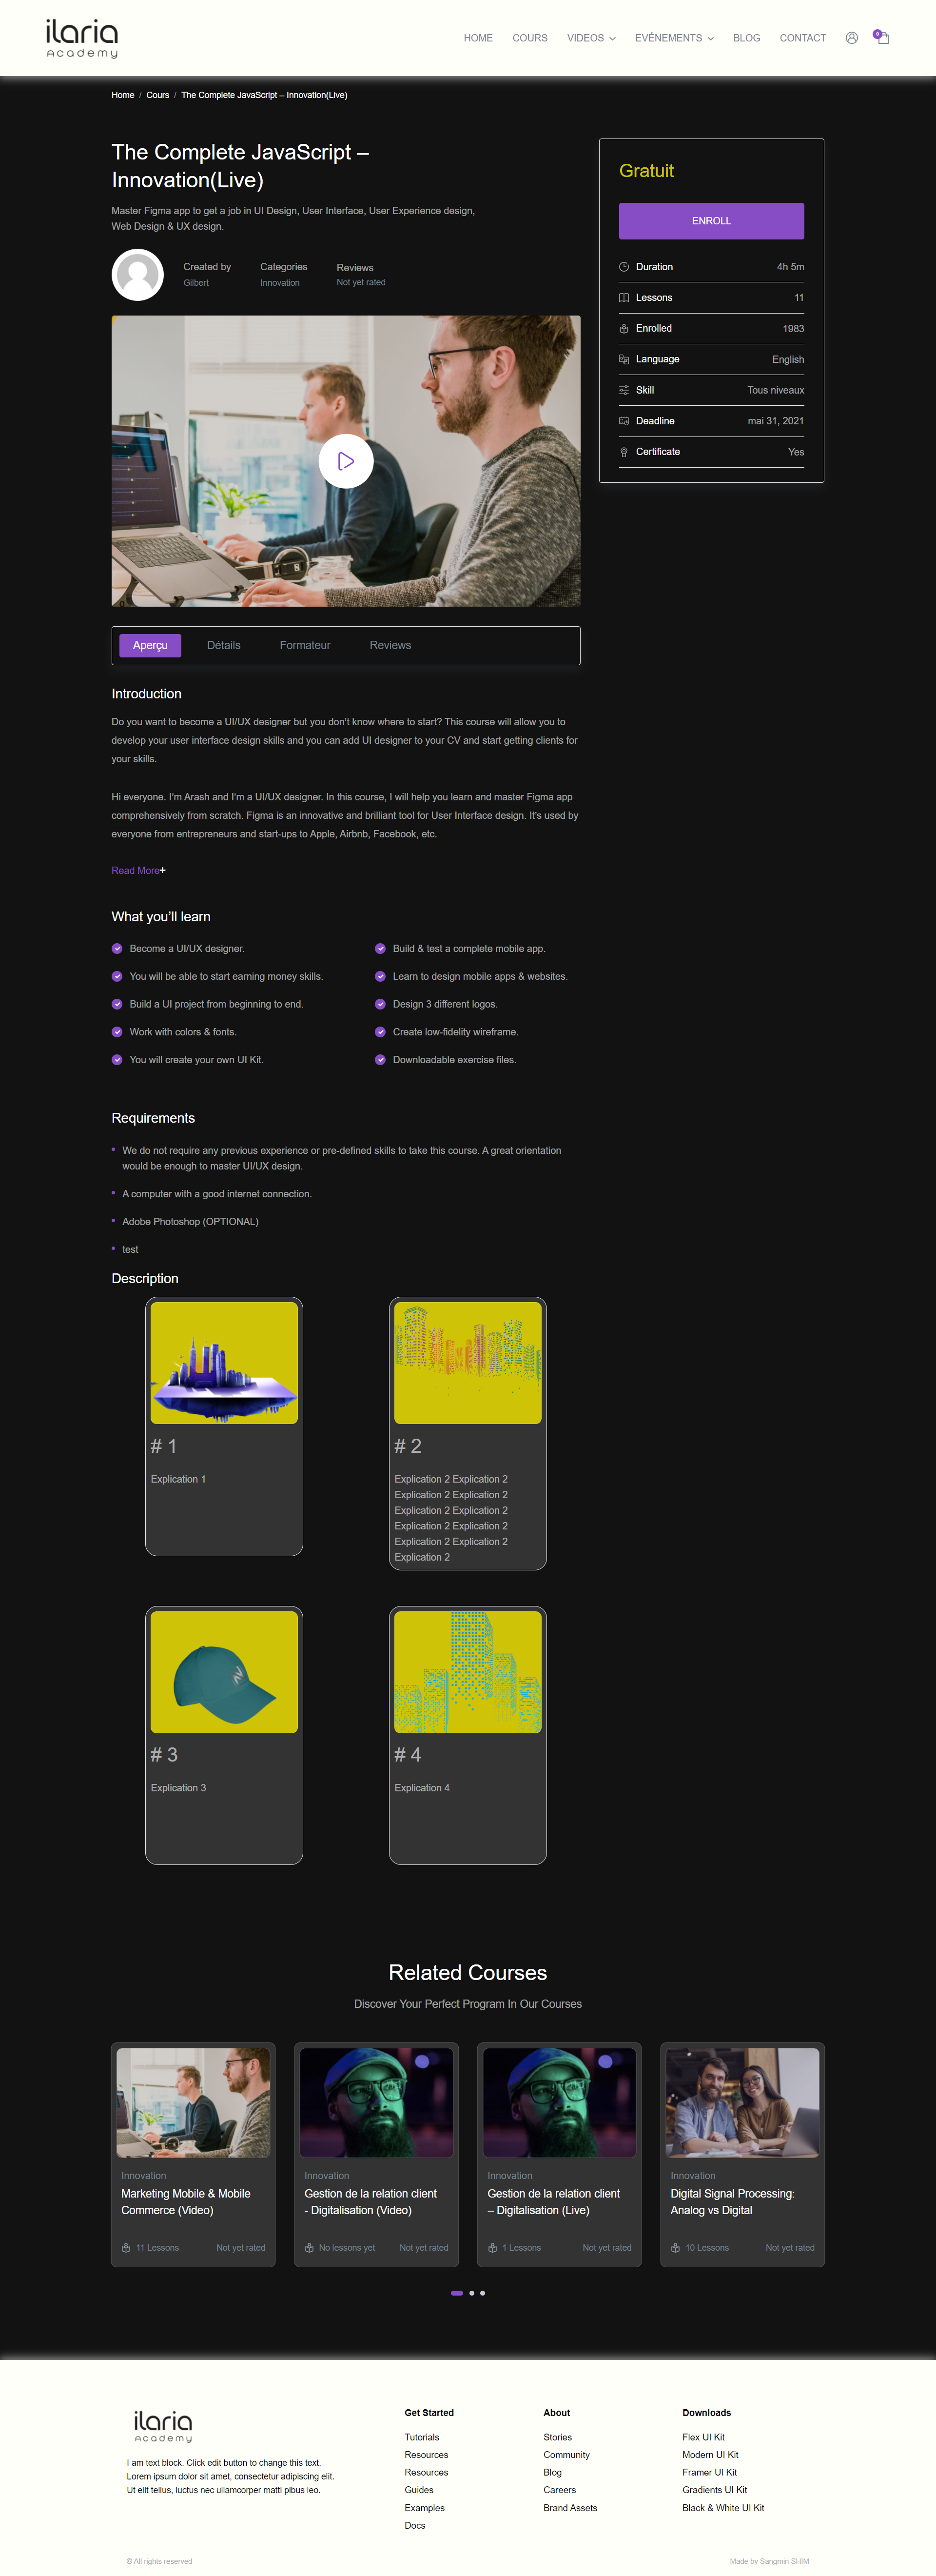 ilaria
Academy
HOME
COURS
VIDEOS
EVÉNEMENTS
BLOG
CONTACT
0
Home / Cours / The Complete JavaScript – Innovation(Live)
The Complete JavaScript –
Innovation(Live)
Master Figma app to get a job in UI Design, User Interface, User Experience design,
Web Design & UX design.
Created by
Gilbert
Categories
Innovation
Reviews
Not yet rated
Gratuit
ENROLL
Duration 4h 5m
Lessons 11
Enrolled 1983
Language English
Skill Tous niveaux
Deadline mai 31, 2021
Certificate Yes
Aperçu
Détails
Formateur
Reviews
Introduction
Do you want to become a UI/UX designer but you don't know where to start? This course will allow you to
develop your user interface design skills and you can add UI designer to your CV and start getting clients for
your skills.
Hi everyone. I'm Arash and I'm a UI/UX designer. In this course, I will help you learn and master Figma app
comprehensively from scratch. Figma is an innovative and brilliant tool for User Interface design. It's used by
everyone from entrepreneurs and start-ups to Apple, Airbnb, Facebook, etc.
Read More+
What you'll learn
Become a UI/UX designer.
You will be able to start earning money skills.
Build a UI project from beginning to end.
Work with colors & fonts.
You will create your own UI Kit.
Build & test a complete mobile app.
Learn to design mobile apps & websites.
Design 3 different logos.
Create low-fidelity wireframe.
Downloadable exercise files.
Requirements
We do not require any previous experience or pre-defined skills to take this course. A great orientation
would be enough to master UI/UX design.
A computer with a good internet connection.
Adobe Photoshop (OPTIONAL)
test
Description
# 1
Explication 1
# 2
Explication 2 Explication 2
Explication 2 Explication 2
Explication 2 Explication 2
Explication 2 Explication 2
Explication 2 Explication 2
Explication 2
# 3
Explication 3
# 4
Explication 4
Related Courses
Discover Your Perfect Program In Our Courses
Innovation
Marketing Mobile & Mobile
Commerce (Video)
11 Lessons
Not yet rated
Innovation
Gestion de la relation client
- Digitalisation (Video)
No lessons yet
Not yet rated
Innovation
Gestion de la relation client
– Digitalisation (Live)
1 Lessons
Not yet rated
Innovation
Digital Signal Processing:
Analog vs Digital
10 Lessons
Not yet rated
ilaria
Academy
I am text block. Click edit button to change this text.
Lorem ipsum dolor sit amet, consectetur adipiscing elit.
Ut elit tellus, luctus nec ullamcorper matti pibus leo.
Get Started
Tutorials
Resources
Resources
Guides
Examples
Docs
About
Stories
Community
Blog
Careers
Brand Assets
Downloads
Flex UI Kit
Modern UI Kit
Framer UI Kit
Gradients UI Kit
Black & White UI Kit
© All rights reserved
Made by Sangmin SHIM